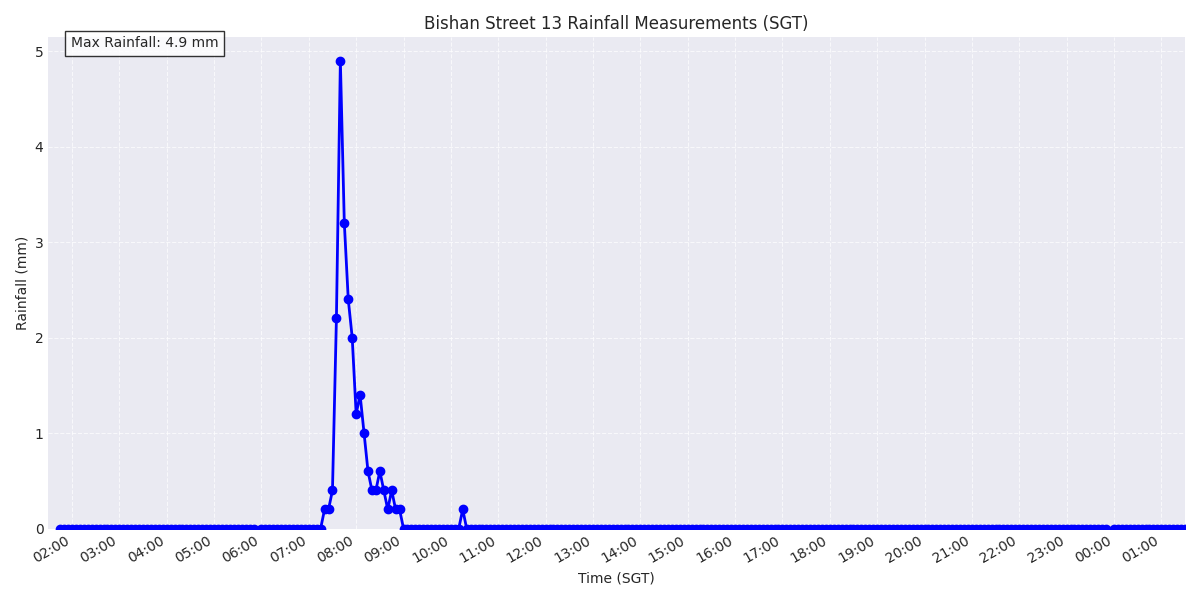 Bishan Street 13 Rainfall Measurements (SGT)
Max Rainfall: 4.9 mm
5
4
3
2
1
0
Rainfall (mm)
02:00 03:00 04:00 05:00 06:00 07:00 08:00 09:00 10:00 11:00 12:00 13:00 14:00 15:00 16:00 17:00 18:00 19:00 20:00 21:00 22:00 23:00 00:00 01:00
Time (SGT)